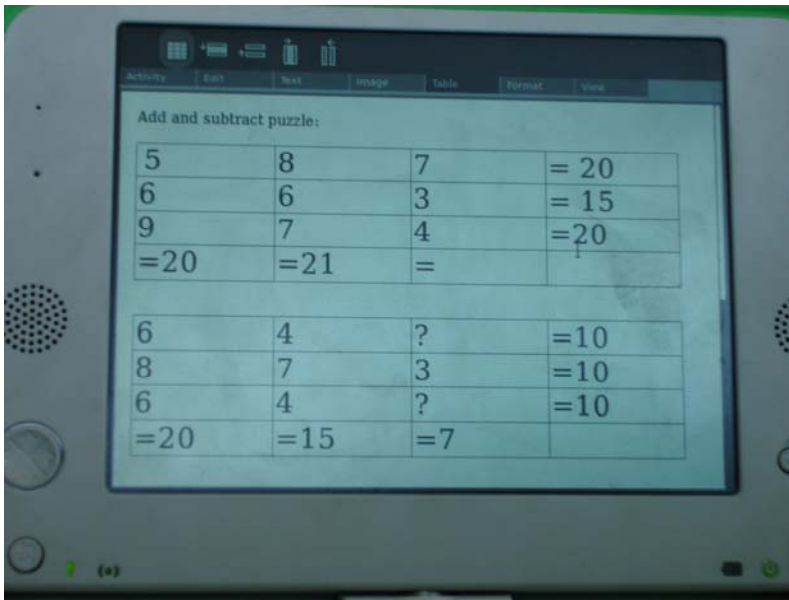 Activity Edit Text Image Table Format View
Add and subtract puzzle:
5 8 7 = 20
6 6 3 = 15
9 7 4 =20
=20 =21 =
6 4 ? =10
8 7 3 =10
6 4 ? =10
=20 =15 =7